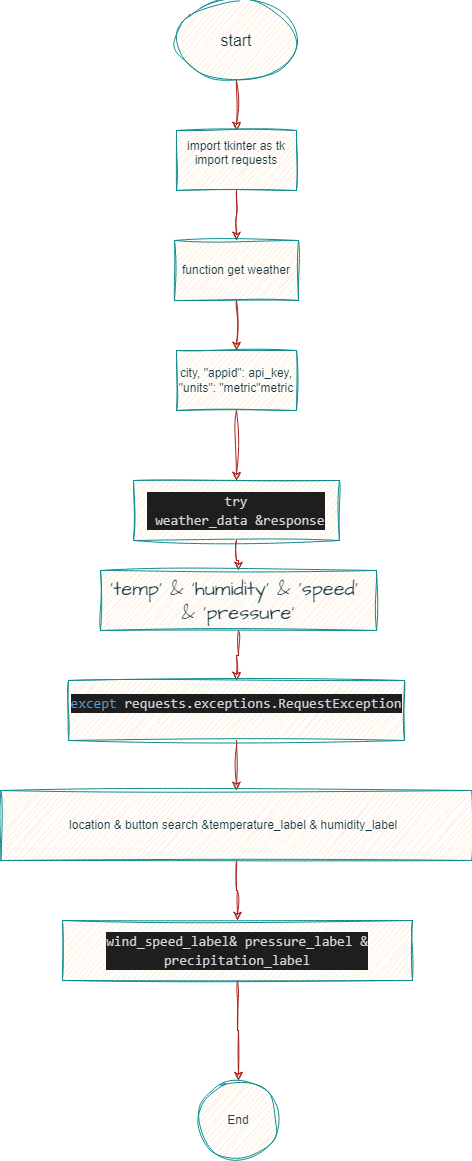 start
import tkinter as tk
import requests
function get weather
city, "appid": api_key,
"units": "metric"metric
try
weather_data &response
'temp' & 'humidity' & 'speed'
& 'pressure'
except requests.exceptions.RequestException
location & button search &temperature_label & humidity_label
wind_speed_label& pressure_label &
precipitation_label
End